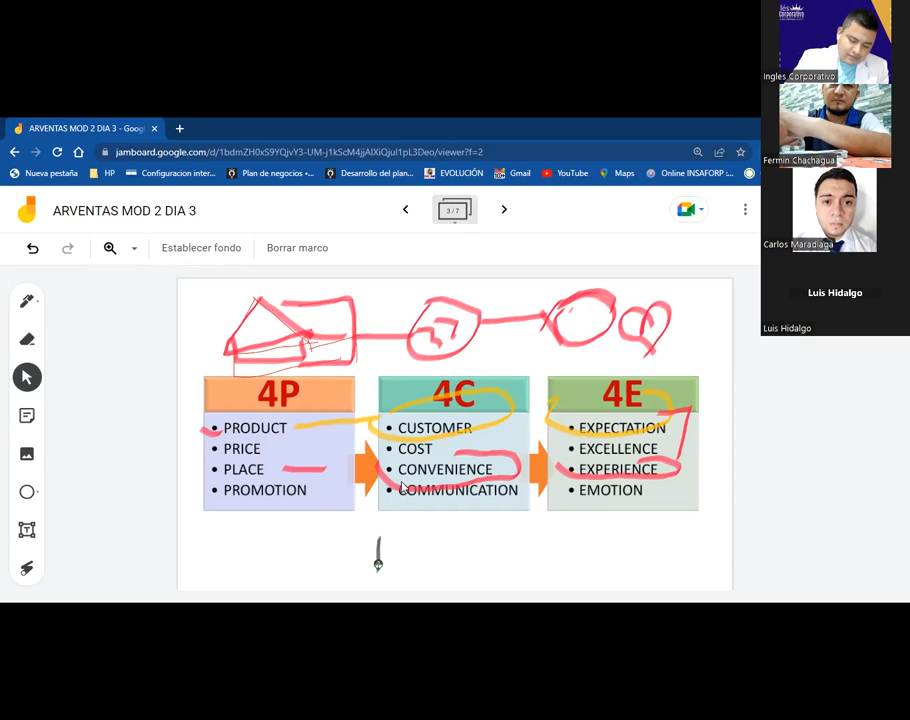 Inglés
Corporativo
Ingles Corporativo
Fermin Chachagua
Carlos Maradiaga
Luis Hidalgo
Luis Hidalgo
ARVENTAS MOD 2 DIA 3 - Goog
jamboard.google.com/d/1bdmZH0xS9YQjvY3-UM-j1kScM4jjAlXiQjuI1pL3Deo/viewer?f=2
Nueva pestaña
HP
Configuracion inter...
Plan de negocios •...
Desarrollo del plan...
EVOLUCIÓN
Gmail
YouTube
Maps
Online INSAFORP :...
ARVENTAS MOD 2 DIA 3
3 / 7
Establecer fondo
Borrar marco
4P
• PRODUCT
• PRICE
• PLACE
• PROMOTION
4C
• CUSTOMER
• COST
• CONVENIENCE
• COMMUNICATION
4E
• EXPECTATION
• EXCELLENCE
• EXPERIENCE
• EMOTION